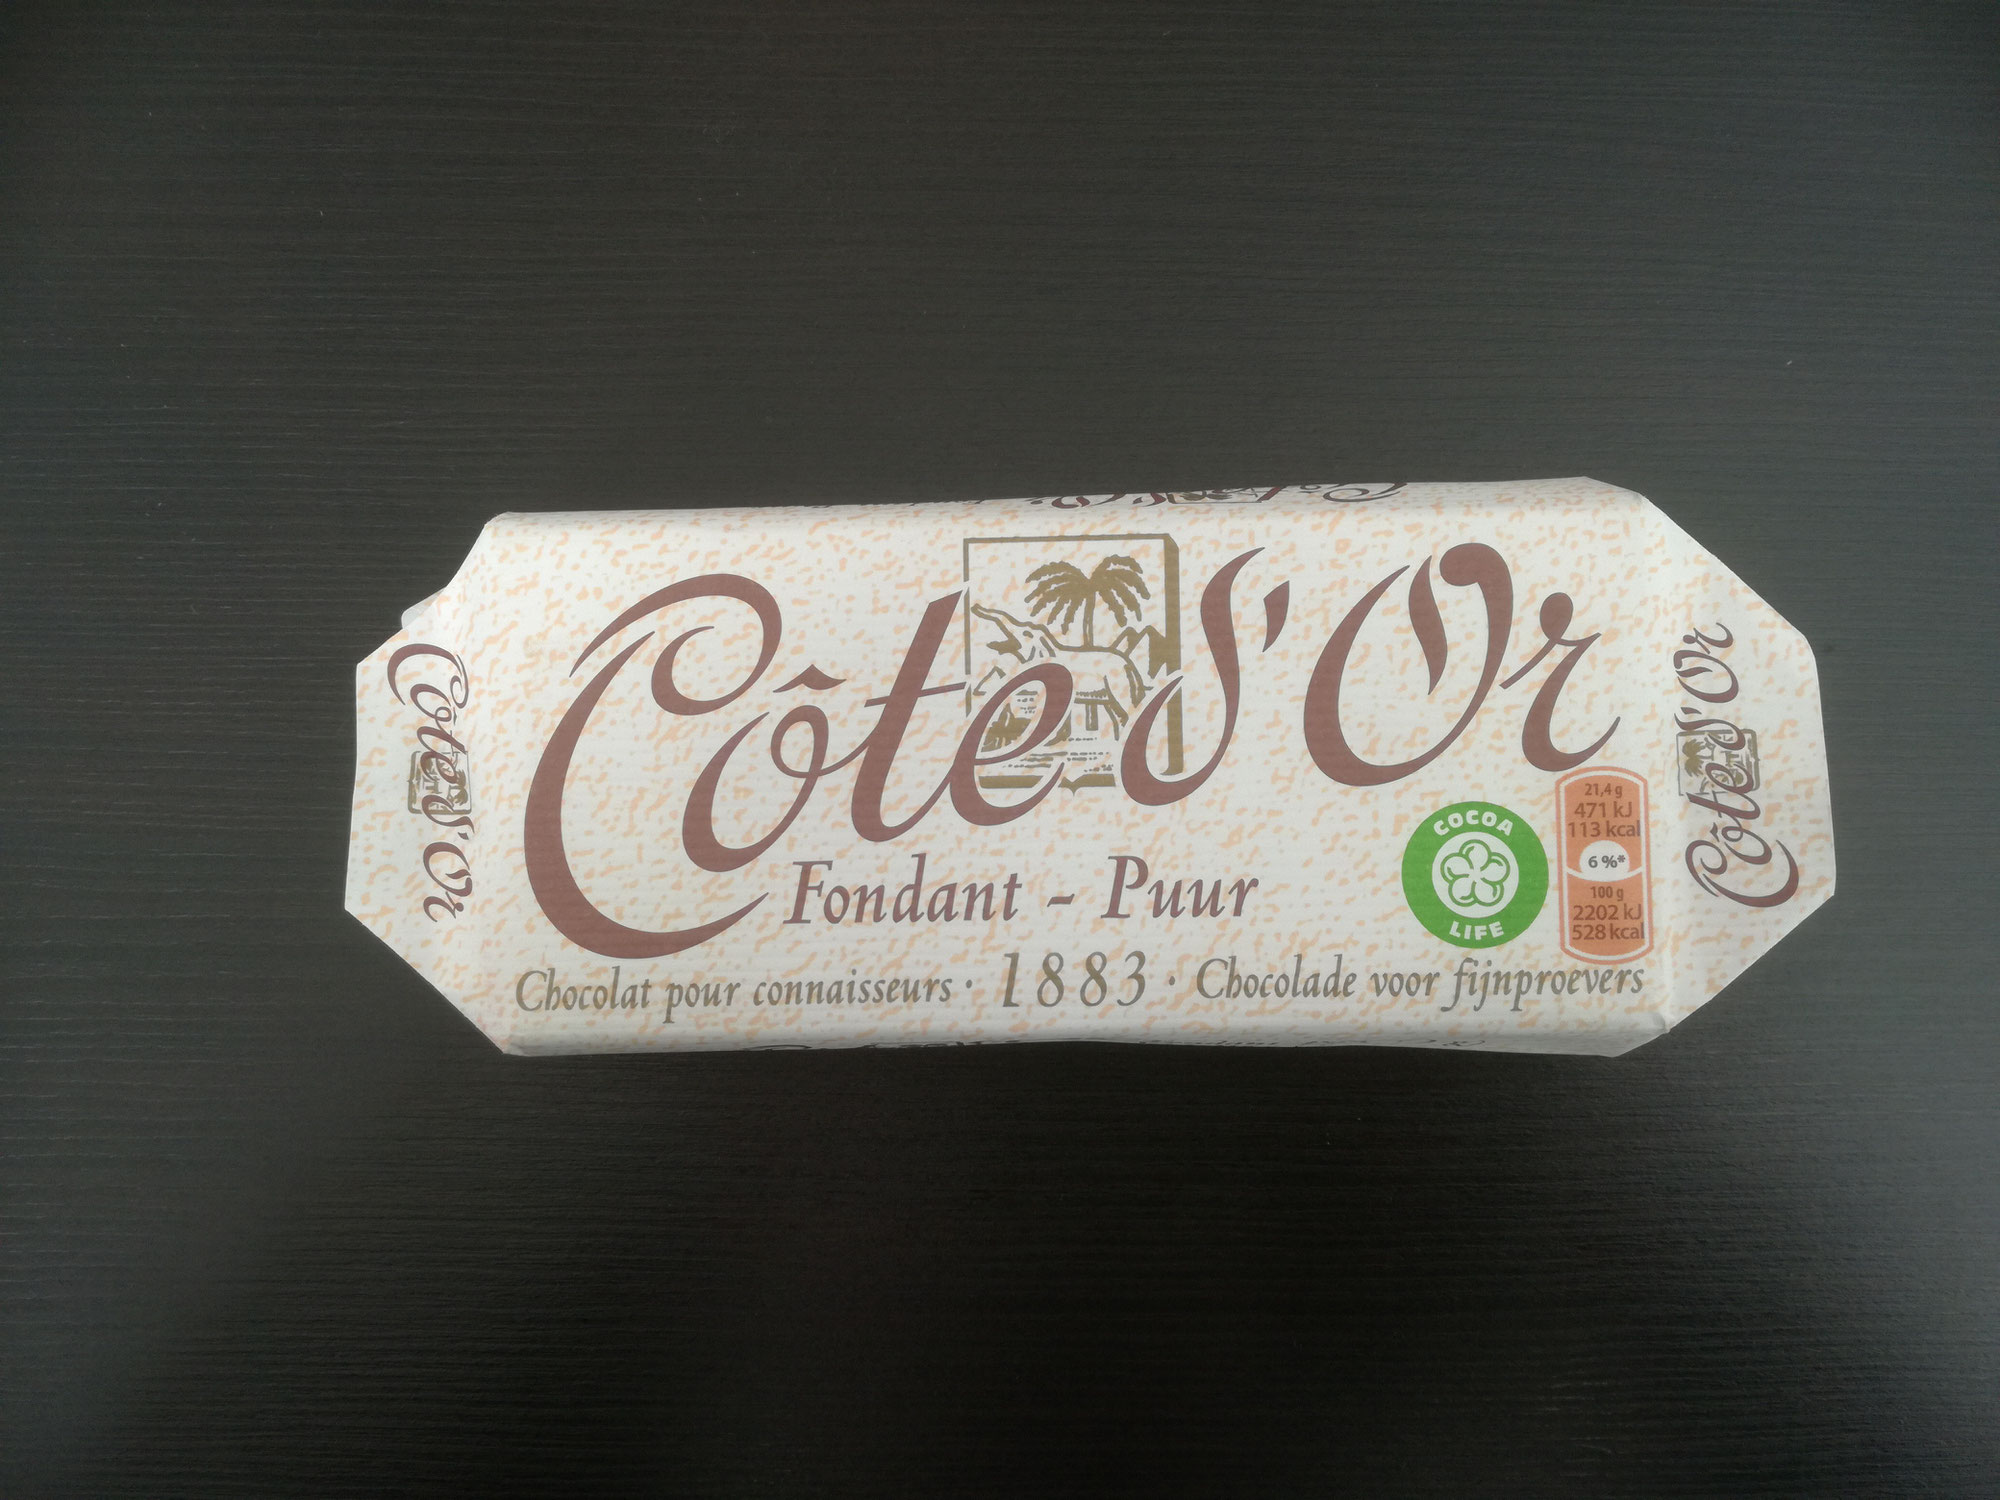 Côte d'Or
Fondant - Puur
Chocolat pour connaisseurs · 1883 · Chocolade voor fijnproevers
COCOA
LIFE
21,4 g
471 kJ
113 kcal
6 %*
100 g
2202 kJ
528 kcal
Côte d'Or
Côte d'Or